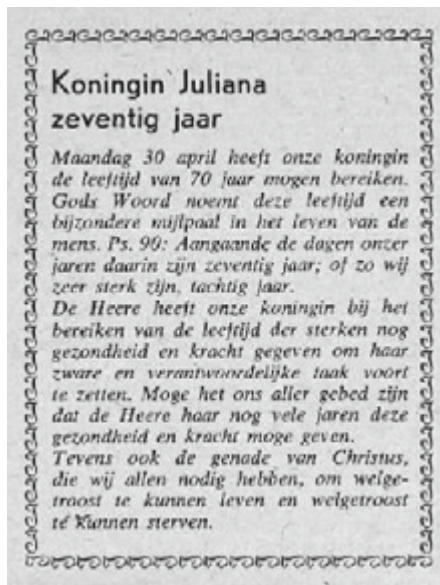 Koningin Juliana
zeventig jaar
Maandag 30 april heeft onze koningin
de leeftijd van 70 jaar mogen bereiken.
Gods Woord noemt deze leeftijd een
bijzondere mijlpaal in het leven van de
mens. Ps. 90: Aangaande de dagen onzer
jaren daarin zijn zeventig jaar; of zo wij
zeer sterk zijn, tachtig jaar.
De Heere heeft onze koningin bij het
bereiken van de leeftijd der sterken nog
gezondheid en kracht gegeven om haar
zware en verantwoordelijke taak voort
te zetten. Moge het ons aller gebed zijn
dat de Heere haar nog vele jaren deze
gezondheid en kracht moge geven.
Tevens ook de genade van Christus,
die wij allen nodig hebben, om welge-
troost te kunnen leven en welgetroost
te kunnen sterven.